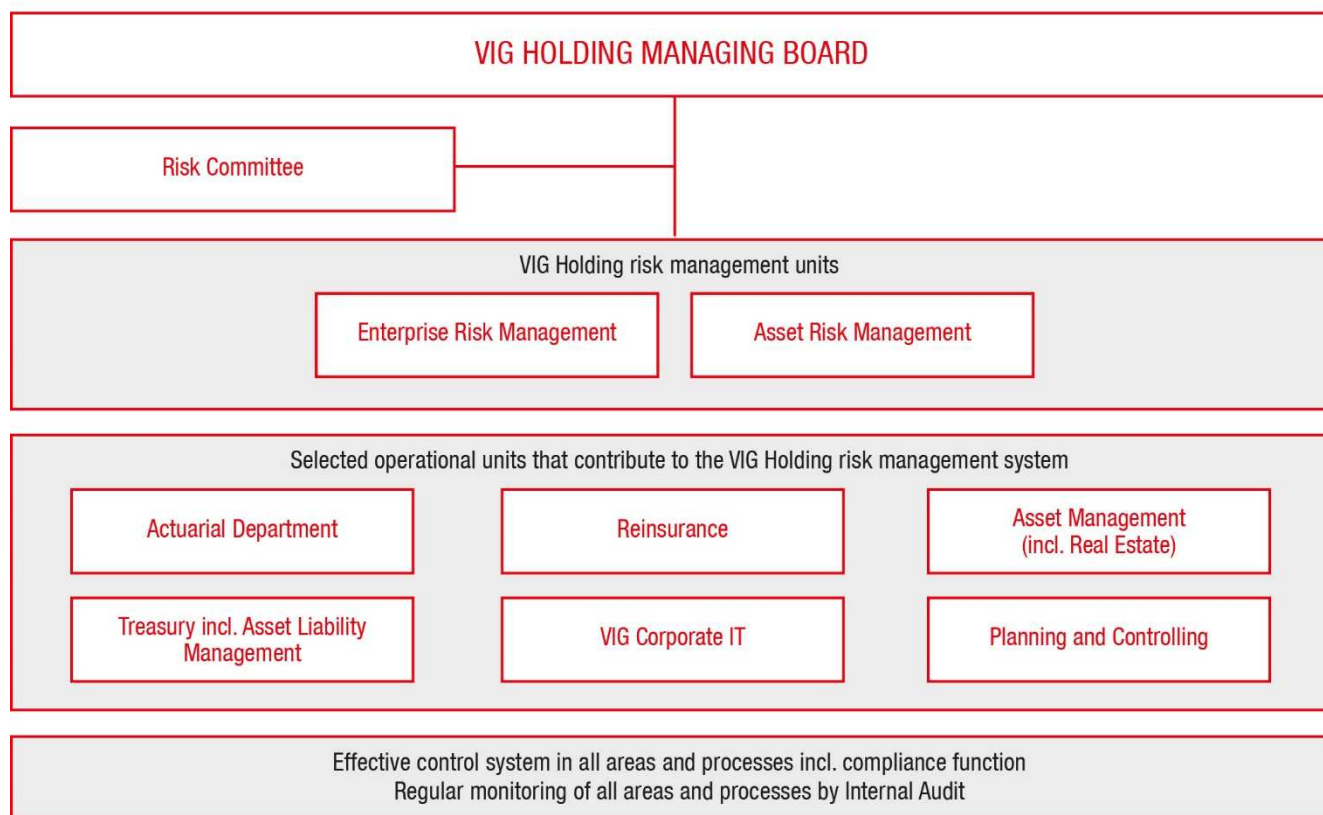 VIG HOLDING MANAGING BOARD
Risk Committee
VIG Holding risk management units
Enterprise Risk Management
Asset Risk Management
Selected operational units that contribute to the VIG Holding risk management system
Actuarial Department
Reinsurance
Asset Management
(incl. Real Estate)
Treasury incl. Asset Liability
Management
VIG Corporate IT
Planning and Controlling
Effective control system in all areas and processes incl. compliance function
Regular monitoring of all areas and processes by Internal Audit